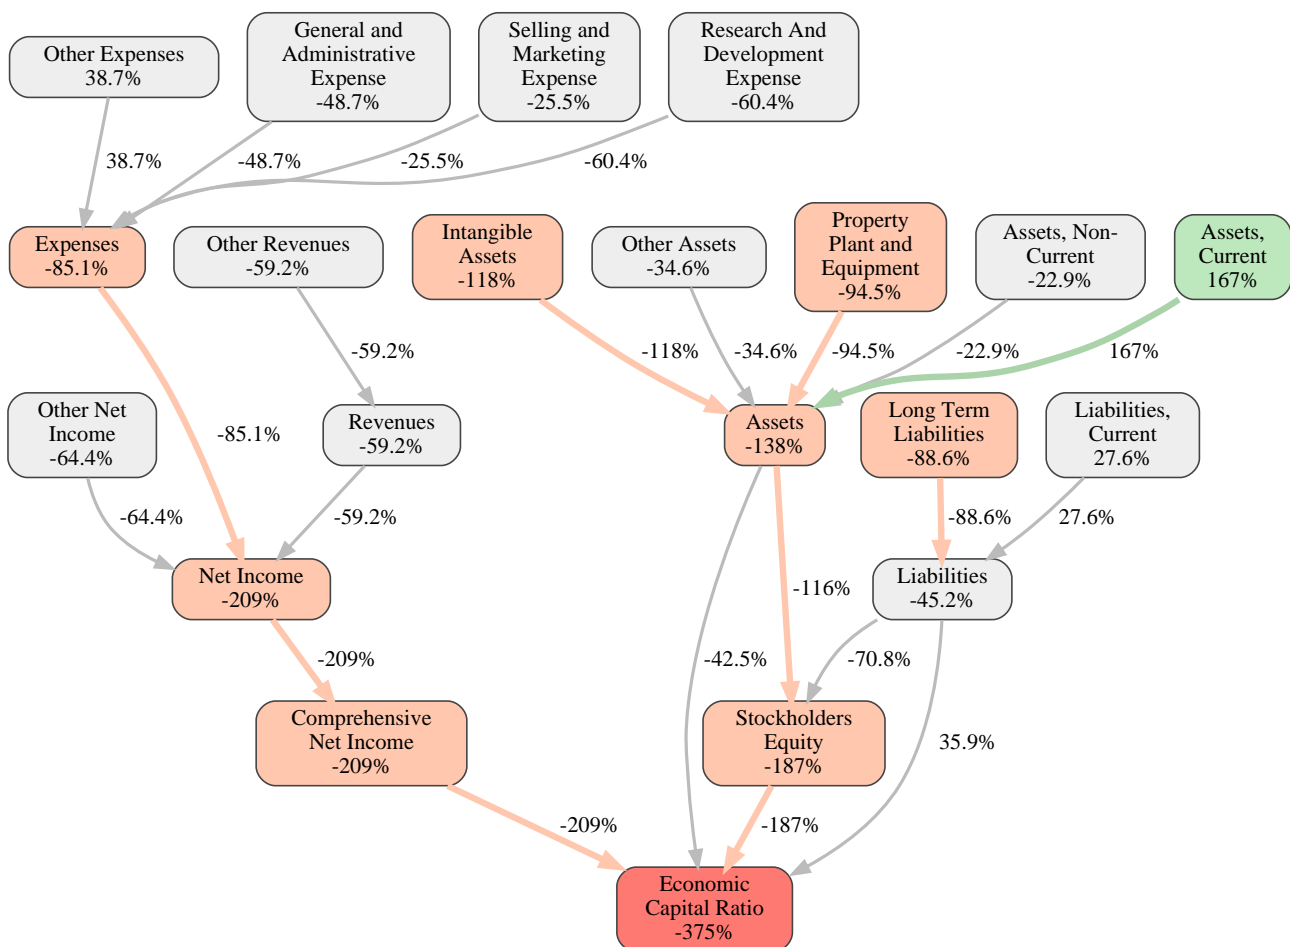 Other Expenses
38.7%
General and
Administrative
Expense
-48.7%
Selling and
Marketing
Expense
-25.5%
Research And
Development
Expense
-60.4%
38.7%
-48.7%
-25.5%
-60.4%
Expenses
-85.1%
Other Revenues
-59.2%
Intangible
Assets
-118%
Other Assets
-34.6%
Property
Plant and
Equipment
-94.5%
Assets, Non-
Current
-22.9%
Assets,
Current
167%
-59.2%
-118%
-34.6%
-94.5%
-22.9%
167%
Other Net
Income
-64.4%
-85.1%
Revenues
-59.2%
Assets
-138%
Long Term
Liabilities
-88.6%
Liabilities,
Current
27.6%
-64.4%
-59.2%
-88.6%
27.6%
Net Income
-209%
-116%
Liabilities
-45.2%
-209%
-42.5%
-70.8%
Comprehensive
Net Income
-209%
Stockholders
Equity
-187%
35.9%
-209%
-187%
Economic
Capital Ratio
-375%